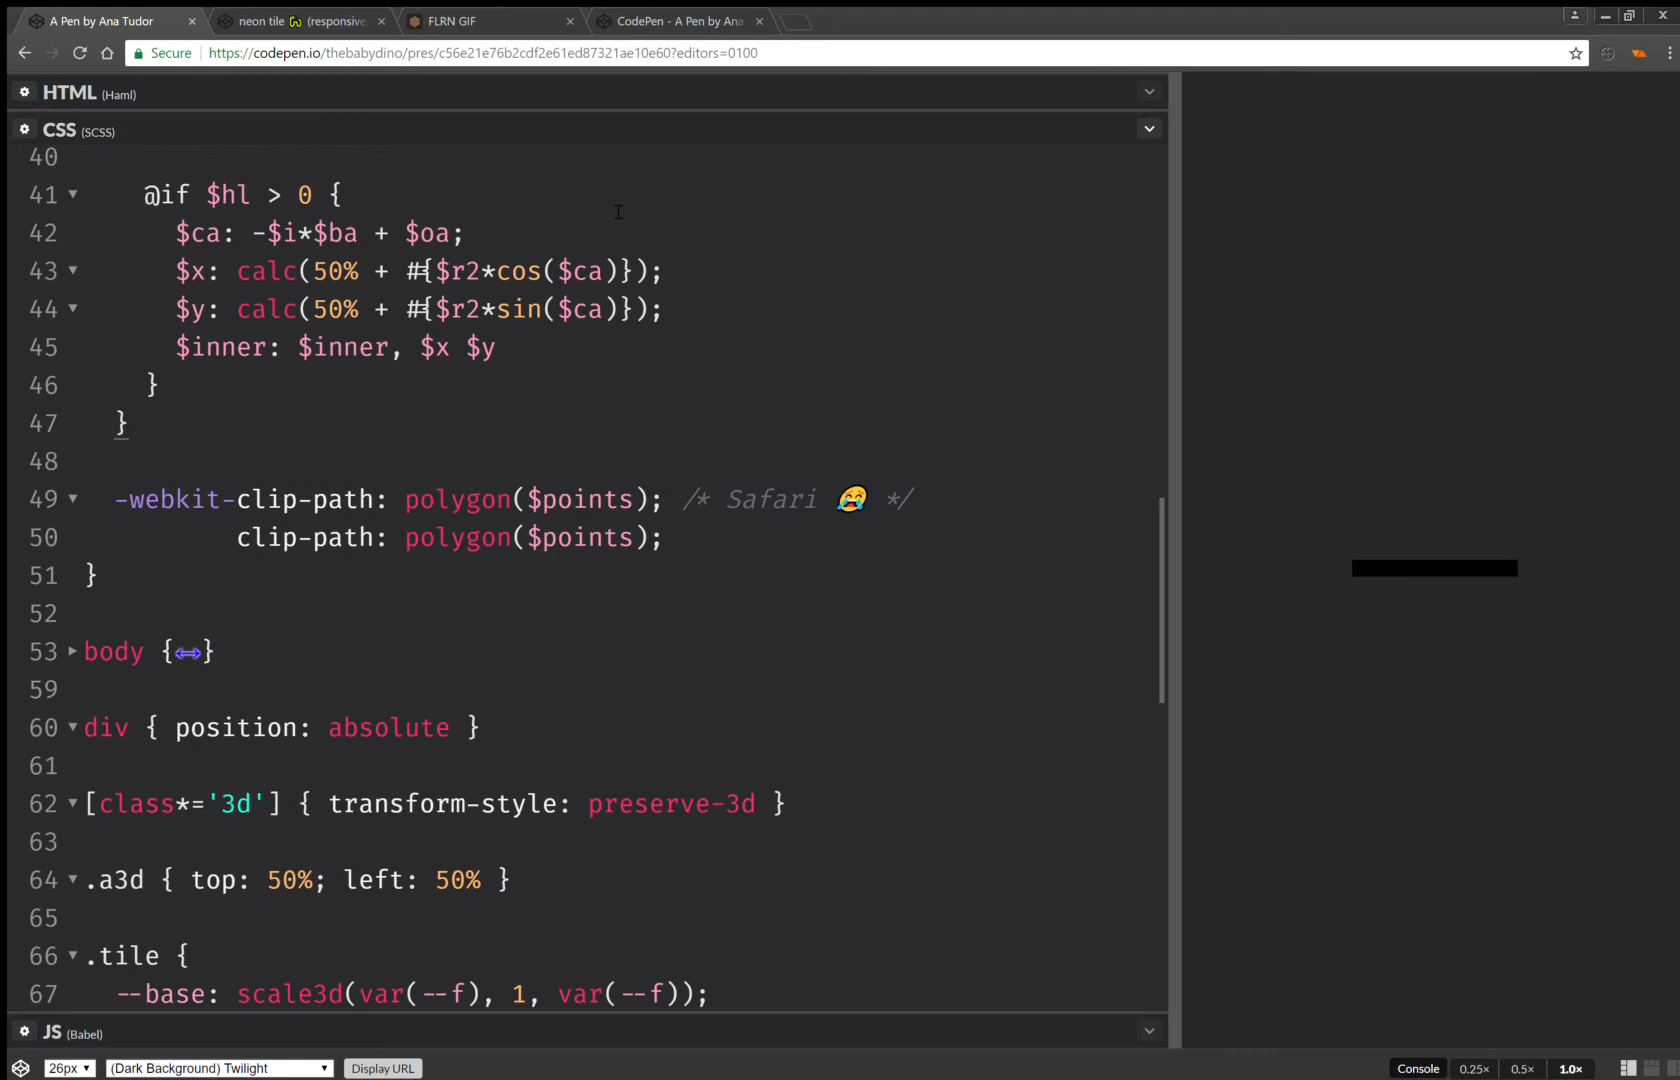 A Pen by Ana Tudor
neon tile (responsive,
FLRN GIF
CodePen - A Pen by Ana
Secure
https://codepen.io/thebabydino/pres/c56e21e76b2cdf2e61ed87321ae10e60?editors=0100
HTML (Haml)
CSS (SCSS)
40
41 @if $hl > 0 {
42 $ca: -$i*$ba + $oa;
43 $x: calc(50% + #{$r2*cos($ca)});
44 $y: calc(50% + #{$r2*sin($ca)});
45 $inner: $inner, $x $y
46 }
47 }
48
49 -webkit-clip-path: polygon($points); /* Safari 😂 */
50 clip-path: polygon($points);
51 }
52
53 body {↔}
59
60 div { position: absolute }
61
62 [class*='3d'] { transform-style: preserve-3d }
63
64 .a3d { top: 50%; left: 50% }
65
66 .tile {
67 --base: scale3d(var(--f), 1, var(--f));
JS (Babel)
26px
(Dark Background) Twilight
Display URL
Console
0.25×
0.5×
1.0×